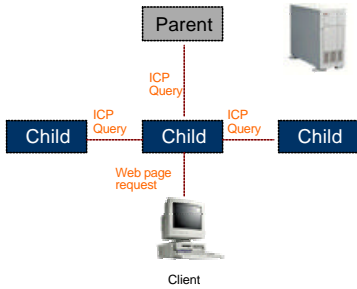 Parent
ICP
Query
ICP
Query
ICP
Query
Child
Child
Child
Web page
request
Client